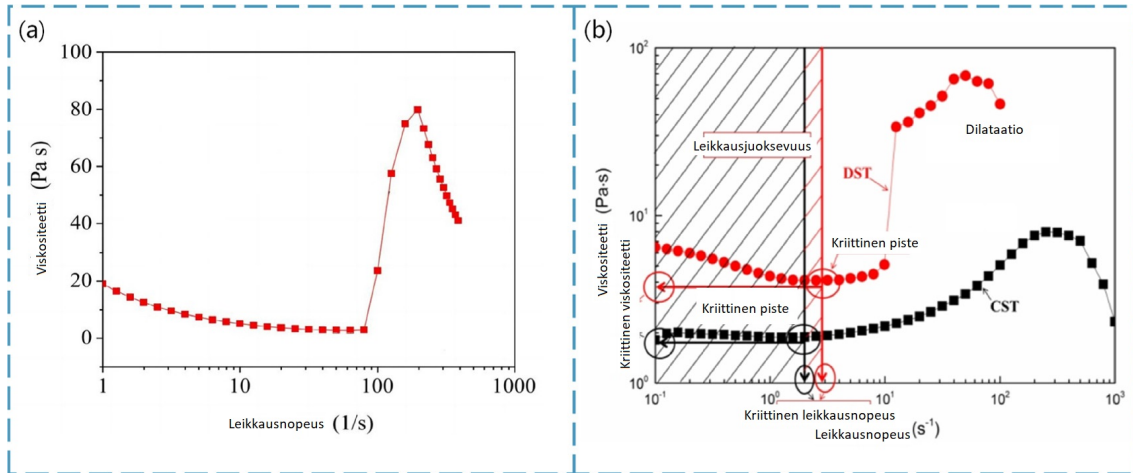 (a)
100
80
60
40
20
0
Viskositeetti (Pa s)
1
10
100
1000
Leikkausnopeus (1/s)
(b)
10²
10¹
10⁰
Viskositeetti (Pa·s)
Kriittinen viskositeetti
Leikkausjuoksevuus
Dilataatio
DST
Kriittinen piste
Kriittinen piste
CST
10⁻¹
10⁰
10¹
10²
10³
Kriittinen leikkausnopeus
Leikkausnopeus (s⁻¹)